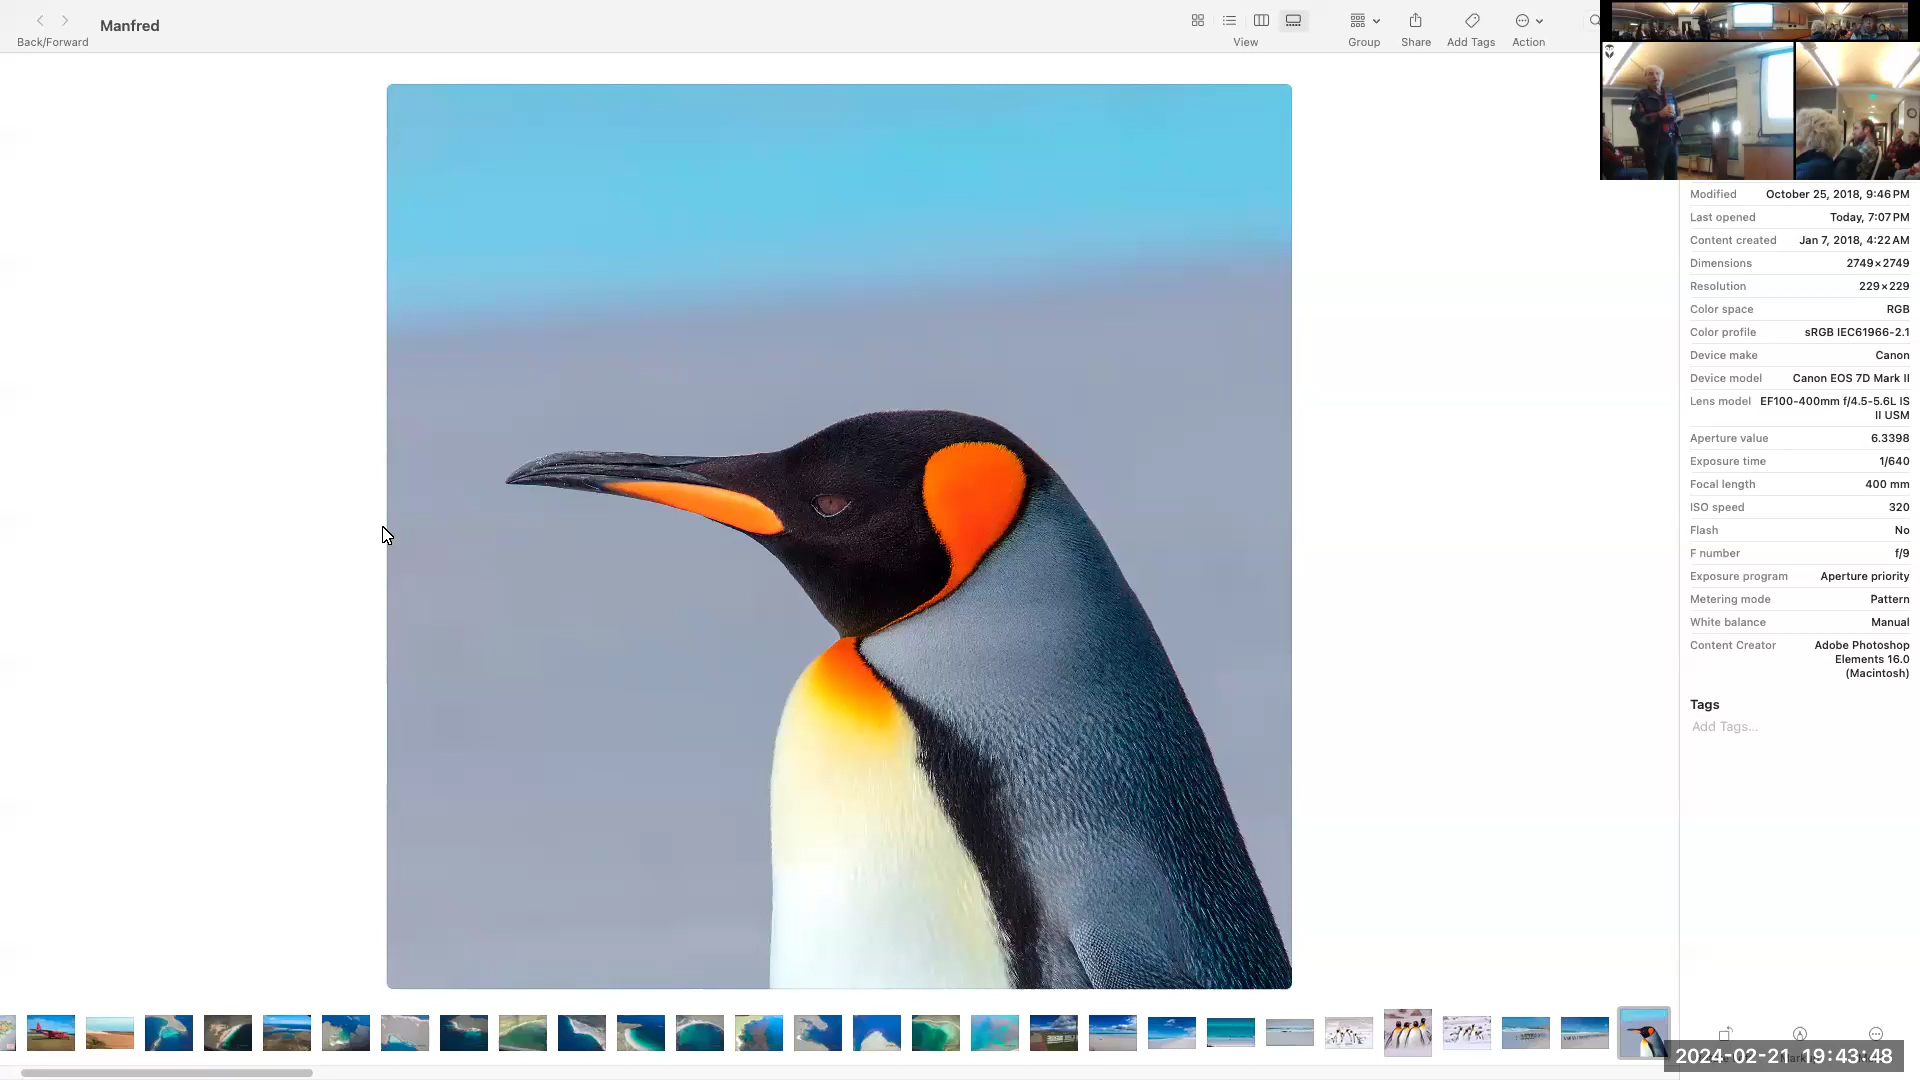 Manfred
Back/Forward
View
Group
Share
Add Tags
Action
Modified October 25, 2018, 9:46 PM
Last opened Today, 7:07 PM
Content created Jan 7, 2018, 4:22 AM
Dimensions 2749×2749
Resolution 229×229
Color space RGB
Color profile sRGB IEC61966-2.1
Device make Canon
Device model Canon EOS 7D Mark II
Lens model EF100-400mm f/4.5-5.6L IS
II USM
Aperture value 6.3398
Exposure time 1/640
Focal length 400 mm
ISO speed 320
Flash No
F number f/9
Exposure program Aperture priority
Metering mode Pattern
White balance Manual
Content Creator Adobe Photoshop
Elements 16.0
(Macintosh)
Tags
Add Tags...
2024-02-21 19:43:48